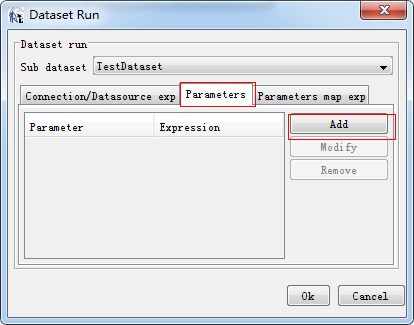 Dataset Run
Dataset run
Sub dataset TestDataset
Connection/Datasource exp Parameters Parameters map exp
Parameter Expression
Add
Modify
Remove
Ok Cancel